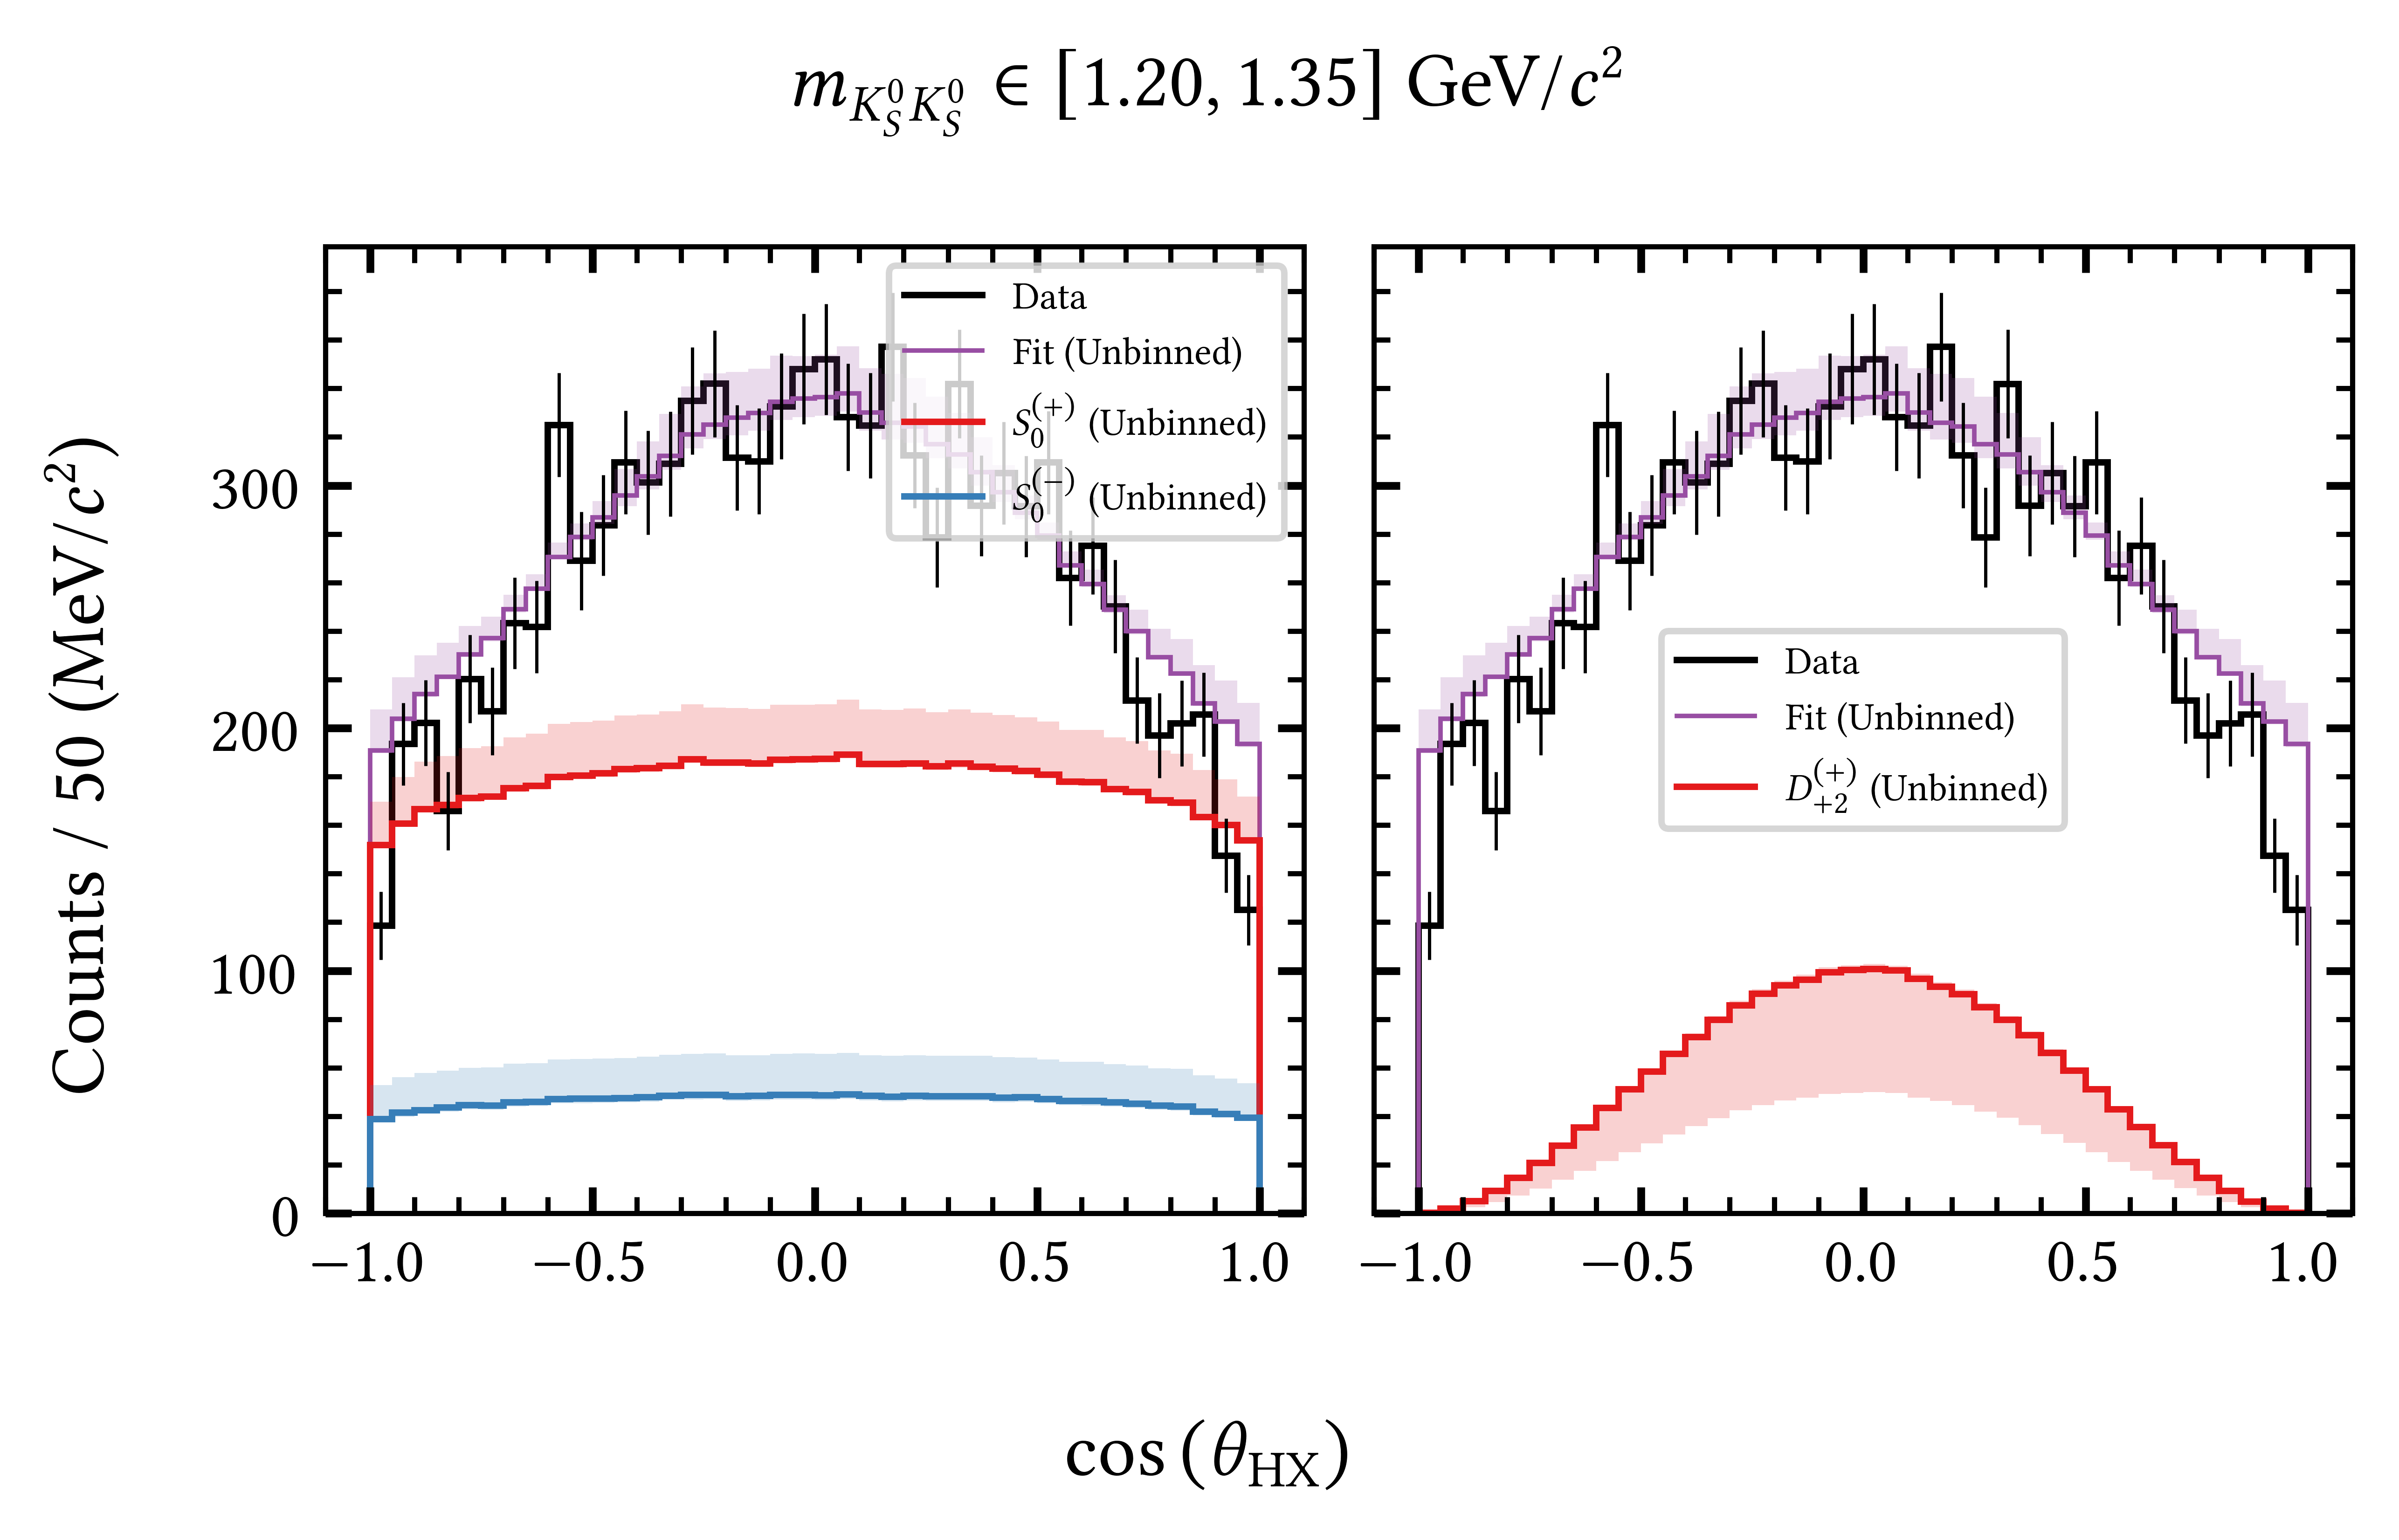 m_{K_S^0 K_S^0} ∈ [1.20, 1.35] GeV/c²
Counts / 50 (MeV/c²)
300
200
100
0
Data
Fit (Unbinned)
S_0^{(+)} (Unbinned)
S_0^{(−)} (Unbinned)
−1.0 −0.5 0.0 0.5 1.0
Data
Fit (Unbinned)
D_{+2}^{(+)} (Unbinned)
−1.0 −0.5 0.0 0.5 1.0
cos (θ_{HX})